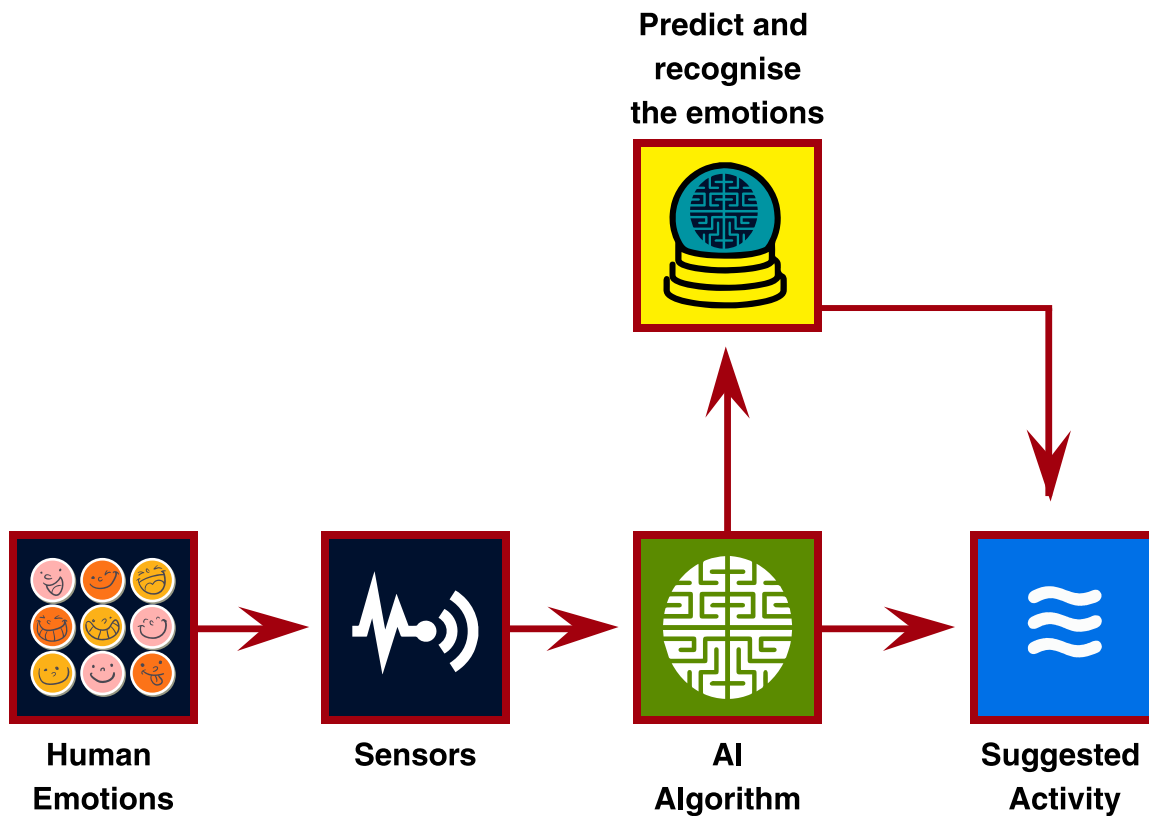 Predict and
recognise
the emotions
Human
Emotions
Sensors
AI
Algorithm
Suggested
Activity